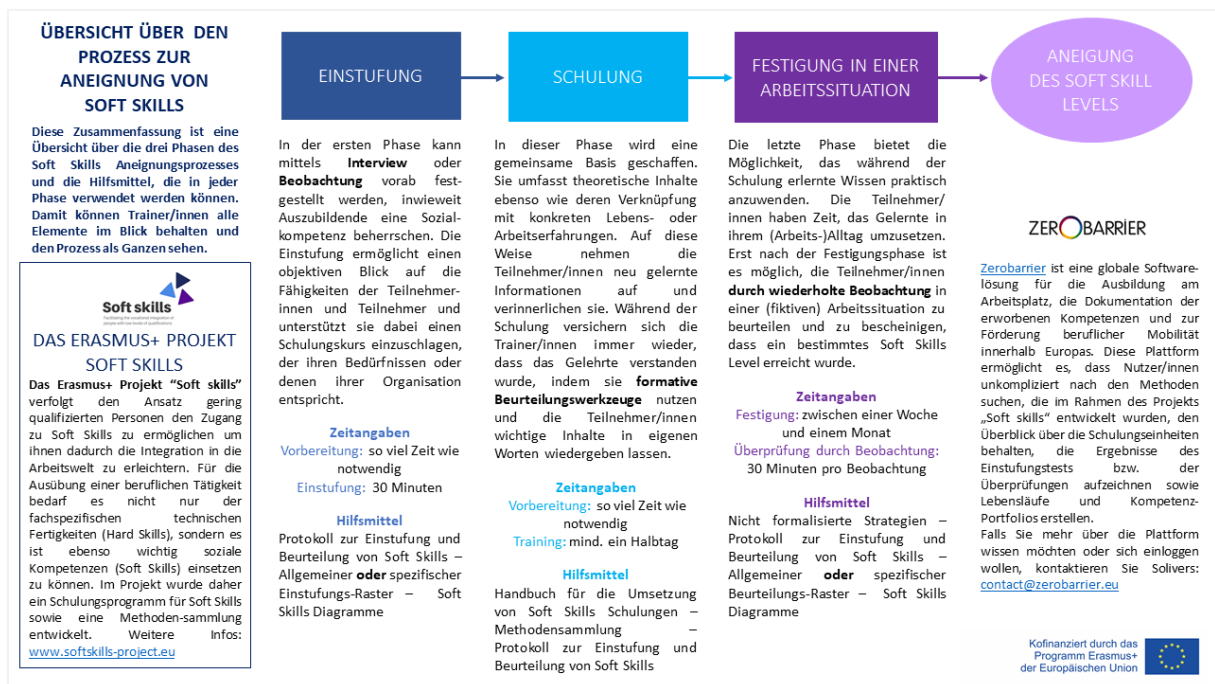 ÜBERSICHT ÜBER DEN
PROZESS ZUR
ANEIGNUNG VON
SOFT SKILLS
Diese Zusammenfassung ist eine
Übersicht über die drei Phasen des
Soft Skills Aneignungsprozesses
und die Hilfsmittel, die in jeder
Phase verwendet werden können.
Damit können Trainer/innen alle
Elemente im Blick behalten und
den Prozess als Ganzen sehen.
Soft skills
Facilitating the vocational integration of
people with low levels of qualifications
DAS ERASMUS+ PROJEKT
SOFT SKILLS
Das Erasmus+ Projekt “Soft skills”
verfolgt den Ansatz gering
qualifizierten Personen den Zugang
zu Soft Skills zu ermöglichen um
ihnen dadurch die Integration in die
Arbeitswelt zu erleichtern. Für die
Ausübung einer beruflichen Tätigkeit
bedarf es nicht nur der
fachspezifischen technischen
Fertigkeiten (Hard Skills), sondern es
ist ebenso wichtig soziale
Kompetenzen (Soft Skills) einsetzen
zu können. Im Projekt wurde daher
ein Schulungsprogramm für Soft Skills
sowie eine Methoden-sammlung
entwickelt. Weitere Infos:
www.softskills-project.eu
EINSTUFUNG
In der ersten Phase kann
mittels Interview oder
Beobachtung vorab fest-
gestellt werden, inwieweit
Auszubildende eine Sozial-
kompetenz beherrschen. Die
Einstufung ermöglicht einen
objektiven Blick auf die
Fähigkeiten der Teilnehmer-
innen und Teilnehmer und
unterstützt sie dabei einen
Schulungskurs einzuschlagen,
der ihren Bedürfnissen oder
denen ihrer Organisation
entspricht.
Zeitangaben
Vorbereitung: so viel Zeit wie
notwendig
Einstufung: 30 Minuten
Hilfsmittel
Protokoll zur Einstufung und
Beurteilung von Soft Skills –
Allgemeiner oder spezifischer
Einstufungs-Raster – Soft
Skills Diagramme
SCHULUNG
In dieser Phase wird eine
gemeinsame Basis geschaffen.
Sie umfasst theoretische Inhalte
ebenso wie deren Verknüpfung
mit konkreten Lebens- oder
Arbeitserfahrungen. Auf diese
Weise nehmen die
Teilnehmer/innen neu gelernte
Informationen auf und
verinnerlichen sie. Während der
Schulung versichern sich die
Trainer/innen immer wieder,
dass das Gelehrte verstanden
wurde, indem sie formative
Beurteilungswerkzeuge nutzen
und die Teilnehmer/innen
wichtige Inhalte in eigenen
Worten wiedergeben lassen.
Zeitangaben
Vorbereitung: so viel Zeit wie
notwendig
Training: mind. ein Halbtag
Hilfsmittel
Handbuch für die Umsetzung
von Soft Skills Schulungen –
Methodensammlung –
Protokoll zur Einstufung und
Beurteilung von Soft Skills
FESTIGUNG IN EINER
ARBEITSSITUATION
Die letzte Phase bietet die
Möglichkeit, das während der
Schulung erlernte Wissen praktisch
anzuwenden. Die Teilnehmer/
innen haben Zeit, das Gelernte in
ihrem (Arbeits-)Alltag umzusetzen.
Erst nach der Festigungsphase ist
es möglich, die Teilnehmer/innen
durch wiederholte Beobachtung in
einer (fiktiven) Arbeitssituation zu
beurteilen und zu bescheinigen,
dass ein bestimmtes Soft Skills
Level erreicht wurde.
Zeitangaben
Festigung: zwischen einer Woche
und einem Monat
Überprüfung durch Beobachtung:
30 Minuten pro Beobachtung
Hilfsmittel
Nicht formalisierte Strategien –
Protokoll zur Einstufung und
Beurteilung von Soft Skills –
Allgemeiner oder spezifischer
Beurteilungs-Raster – Soft Skills
Diagramme
ANEIGUNG
DES SOFT SKILL
LEVELS
ZEROBARRIER
Zerobarrier ist eine globale Software-
lösung für die Ausbildung am
Arbeitsplatz, die Dokumentation der
erworbenen Kompetenzen und zur
Förderung beruflicher Mobilität
innerhalb Europas. Diese Plattform
ermöglicht es, dass Nutzer/innen
unkompliziert nach den Methoden
suchen, die im Rahmen des Projekts
„Soft skills“ entwickelt wurden, den
Überblick über die Schulungseinheiten
behalten, die Ergebnisse des
Einstufungstests bzw. der
Überprüfungen aufzeichnen sowie
Lebensläufe und Kompetenz-
Portfolios erstellen.
Falls Sie mehr über die Plattform
wissen möchten oder sich einloggen
wollen, kontaktieren Sie Solivers:
contact@zerobarrier.eu
Kofinanziert durch das
Programm Erasmus+
der Europäischen Union